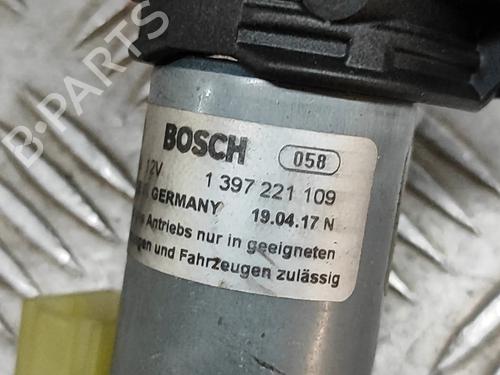 B-PARTS
BOSCH 058
12V 1 397 221 109
GERMANY 19.04.17 N
Antriebs nur in geeigneten
und Fahrzeugen zulässig